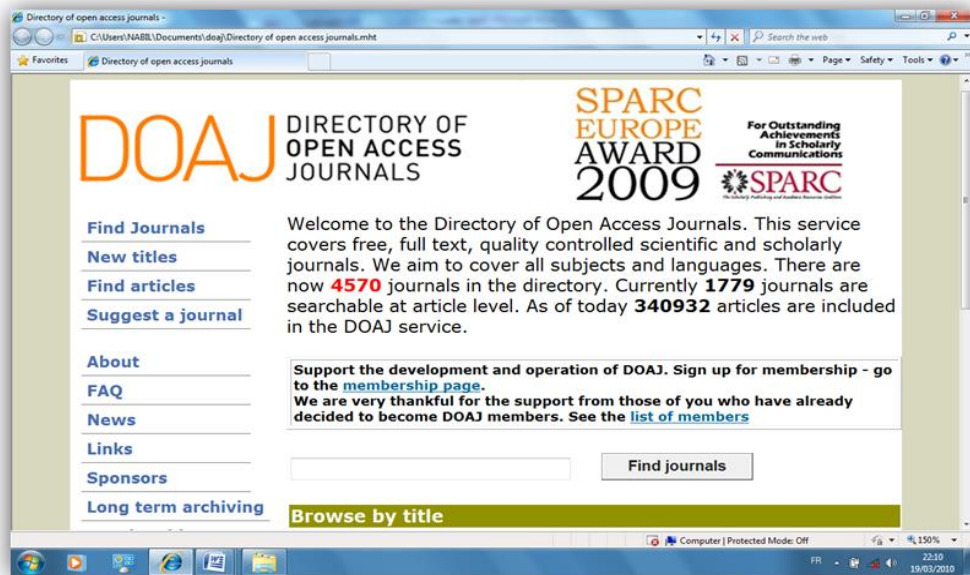 Directory of open access journals -
C:\Users\NABIL\Documents\doaj\Directory of open access journals.mht
Search the web
Favorites
Directory of open access journals
Page
Safety
Tools
DOAJ
DIRECTORY OF
OPEN ACCESS
JOURNALS
SPARC
EUROPE
AWARD
2009
For Outstanding
Achievements
in Scholarly
Communications
SPARC
The Scholarly Publishing and Academic Resources Coalition
Find Journals
New titles
Find articles
Suggest a journal
About
FAQ
News
Links
Sponsors
Long term archiving
Welcome to the Directory of Open Access Journals. This service
covers free, full text, quality controlled scientific and scholarly
journals. We aim to cover all subjects and languages. There are
now 4570 journals in the directory. Currently 1779 journals are
searchable at article level. As of today 340932 articles are included
in the DOAJ service.
Support the development and operation of DOAJ. Sign up for membership - go
to the membership page.
We are very thankful for the support from those of you who have already
decided to become DOAJ members. See the list of members
Find journals
Browse by title
Computer | Protected Mode: Off
150%
FR
22:10
19/03/2010